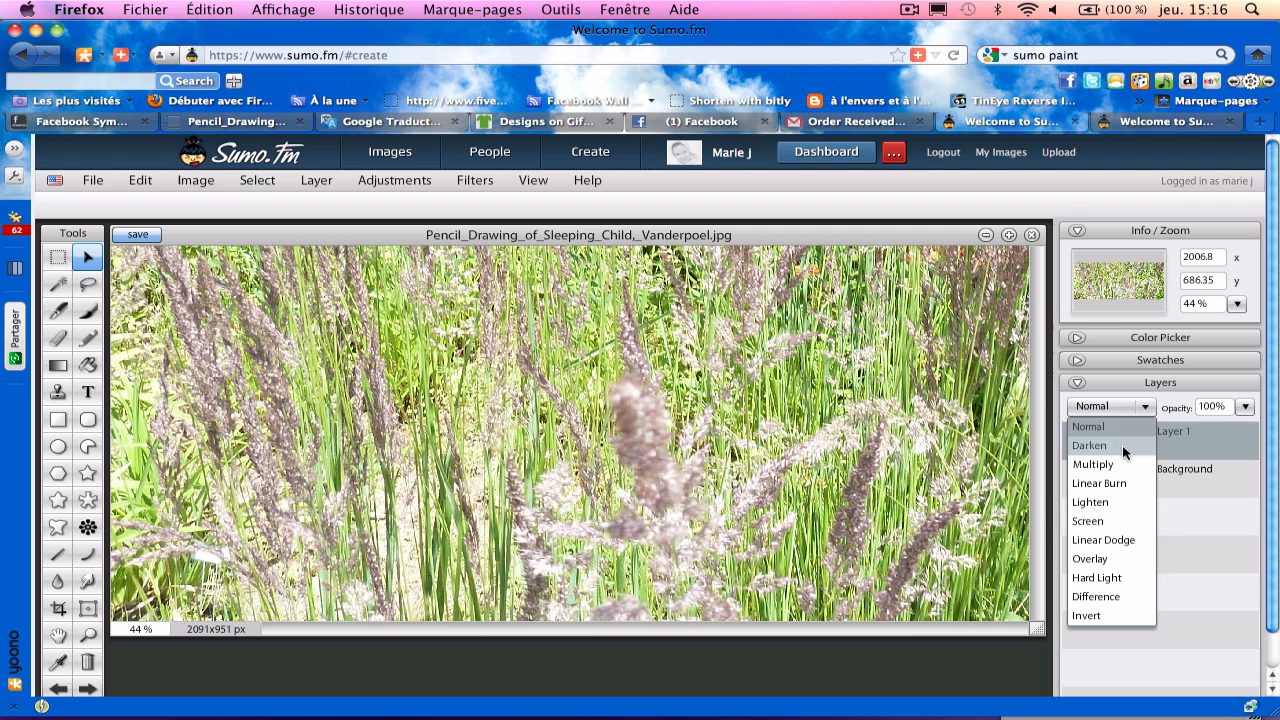 Firefox Fichier Édition Affichage Historique Marque-pages Outils Fenêtre Aide (100 %) jeu. 15:16
Welcome to Sumo.fm
https://www.sumo.fm/#create sumo paint
Search
Les plus visités Débuter avec Fir... À la une http://www.five... Facebook Wall ... Shorten with bitly à l'envers et à l'... TinEye Reverse I... » Marque-pages
Facebook Sym... Pencil_Drawing... Google Traduct... Designs on Gif... (1) Facebook Order Received... Welcome to Su... Welcome to Su...
Sumo.fm Images People Create Marie j Dashboard ... Logout My Images Upload
File Edit Image Select Layer Adjustments Filters View Help Logged in as marie j
62
Partager
yoono
Tools
T
save Pencil_Drawing_of_Sleeping_Child,_Vanderpoel.jpg
44 % 2091x951 px
Info / Zoom
2006.8 x
686.35 y
44 %
Color Picker
Swatches
Layers
Normal Opacity: 100%
Normal
Darken
Multiply
Linear Burn
Lighten
Screen
Linear Dodge
Overlay
Hard Light
Difference
Invert
Layer 1
Background